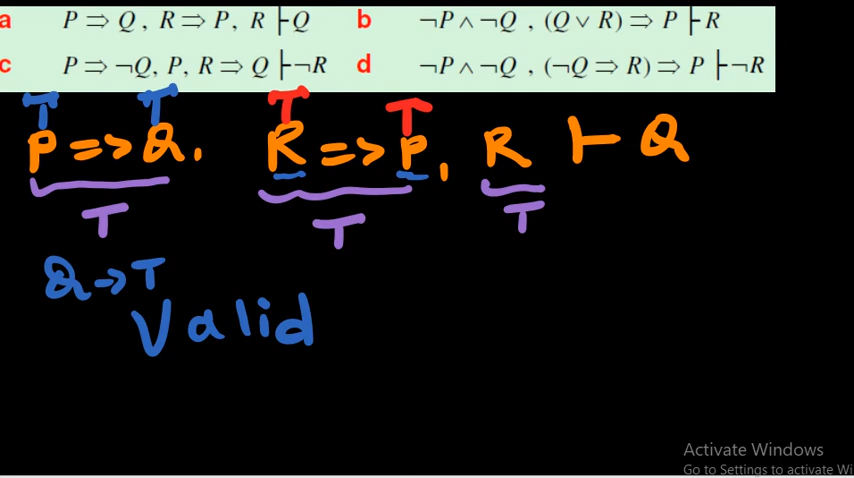 a P ⇒ Q , R ⇒ P, R ├ Q b ¬P ∧ ¬Q , (Q ∨ R) ⇒ P ├ R
c P ⇒ ¬Q, P, R ⇒ Q ├ ¬R d ¬P ∧ ¬Q , (¬Q ⇒ R) ⇒ P ├ ¬R
T T T T
P => Q, R => P, R ⊢ Q
T T T
Q → T
Valid
Activate Windows
Go to Settings to activate Wi